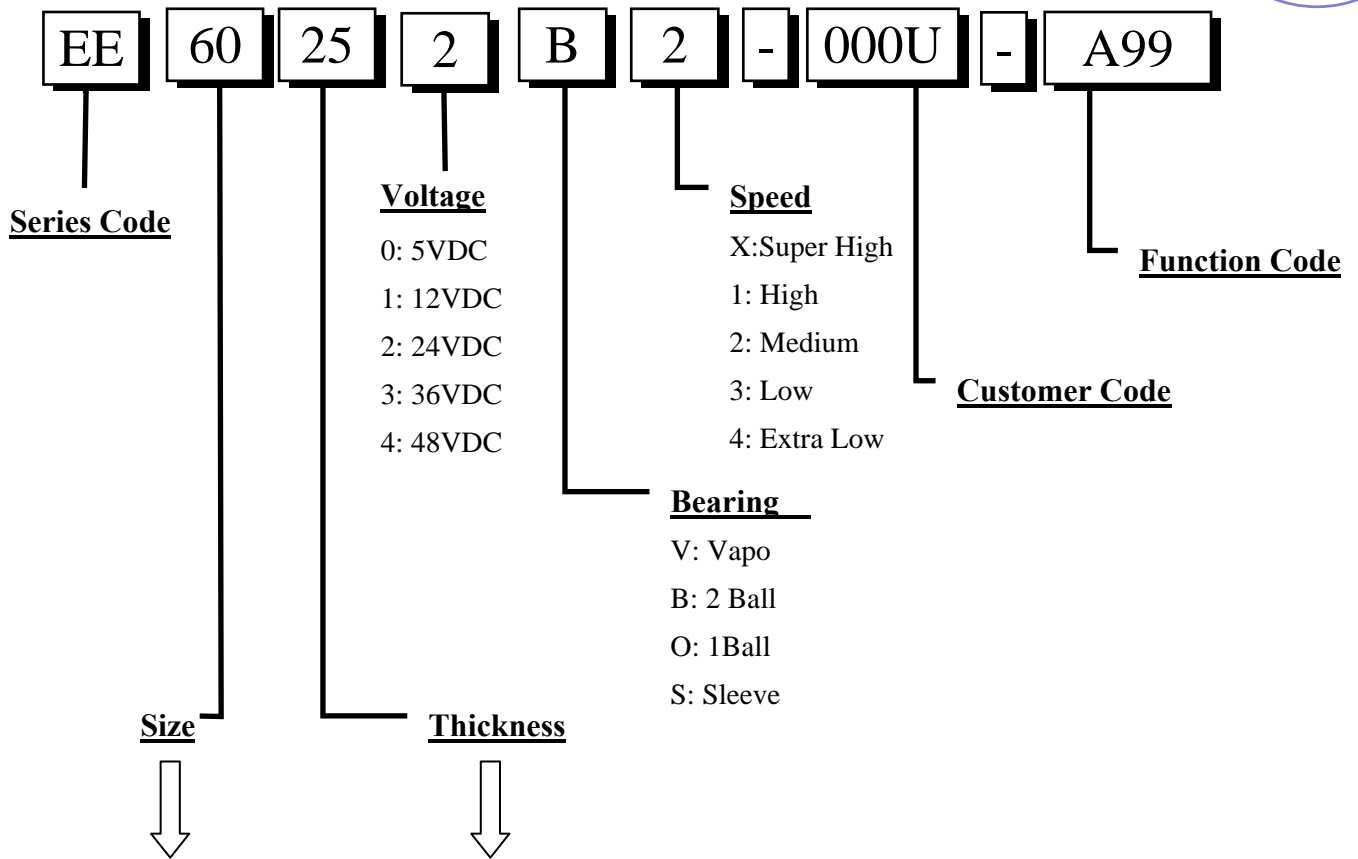 EE 60 25 2 B 2 - 000U - A99
Series Code
Voltage
0: 5VDC
1: 12VDC
2: 24VDC
3: 36VDC
4: 48VDC
Speed
X:Super High
1: High
2: Medium
3: Low
4: Extra Low
Function Code
Customer Code
Bearing
V: Vapo
B: 2 Ball
O: 1Ball
S: Sleeve
Size
Thickness